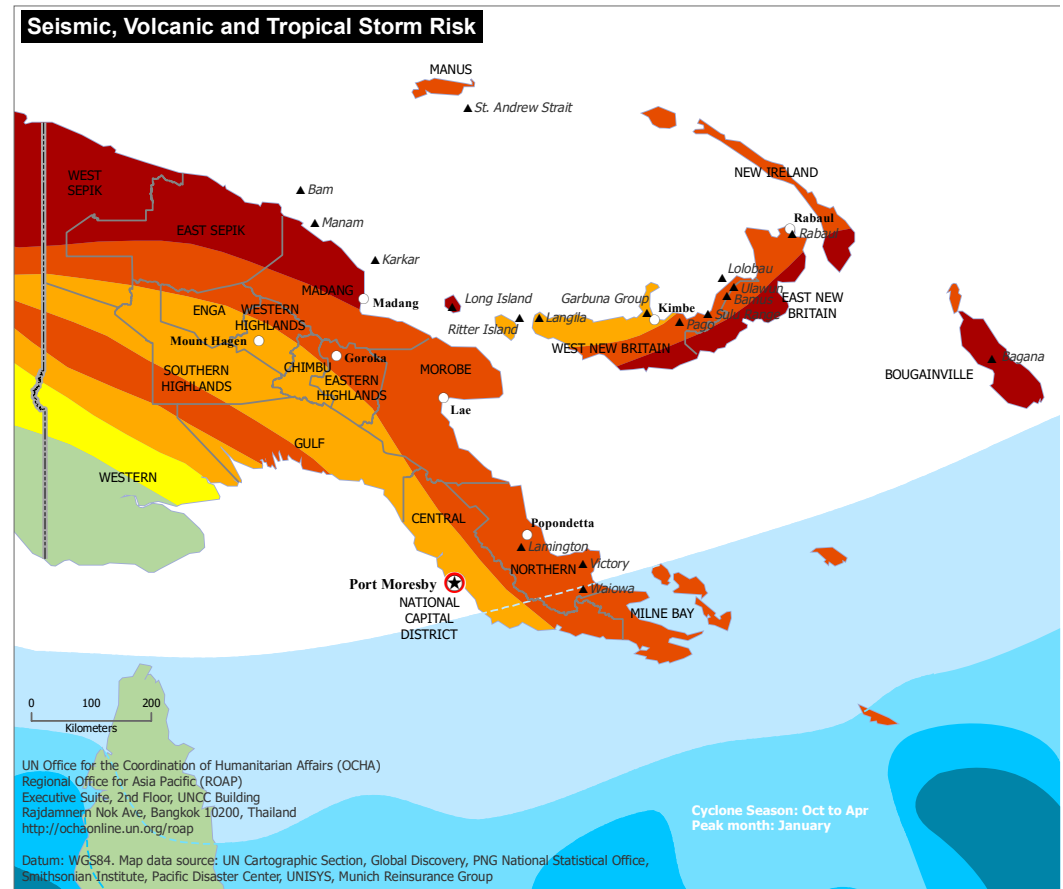 Seismic, Volcanic and Tropical Storm Risk
MANUS
St. Andrew Strait
WEST
SEPIK
NEW IRELAND
Bam
Manam
EAST SEPIK
Rabaul
Rabaul
Karkar
Lolobau
MADANG
Madang
Long Island
Garbuna Group
Ulawun
Bamus
EAST NEW
BRITAIN
ENGA
WESTERN
HIGHLANDS
Ritter Island
Langila
Kimbe
Sulu Range
Pago
Mount Hagen
WEST NEW BRITAIN
Goroka
Bagana
SOUTHERN
HIGHLANDS
CHIMBU
MOROBE
BOUGAINVILLE
EASTERN
HIGHLANDS
Lae
GULF
WESTERN
CENTRAL
Popondetta
Lamington
NORTHERN
Victory
Port Moresby
Waiowa
NATIONAL
CAPITAL
DISTRICT
MILNE BAY
0 100 200
Kilometers
UN Office for the Coordination of Humanitarian Affairs (OCHA)
Regional Office for Asia Pacific (ROAP)
Executive Suite, 2nd Floor, UNCC Building
Rajdamnern Nok Ave, Bangkok 10200, Thailand
http://ochaonline.un.org/roap
Cyclone Season: Oct to Apr
Peak month: January
Datum: WGS84. Map data source: UN Cartographic Section, Global Discovery, PNG National Statistical Office,
Smithsonian Institute, Pacific Disaster Center, UNISYS, Munich Reinsurance Group